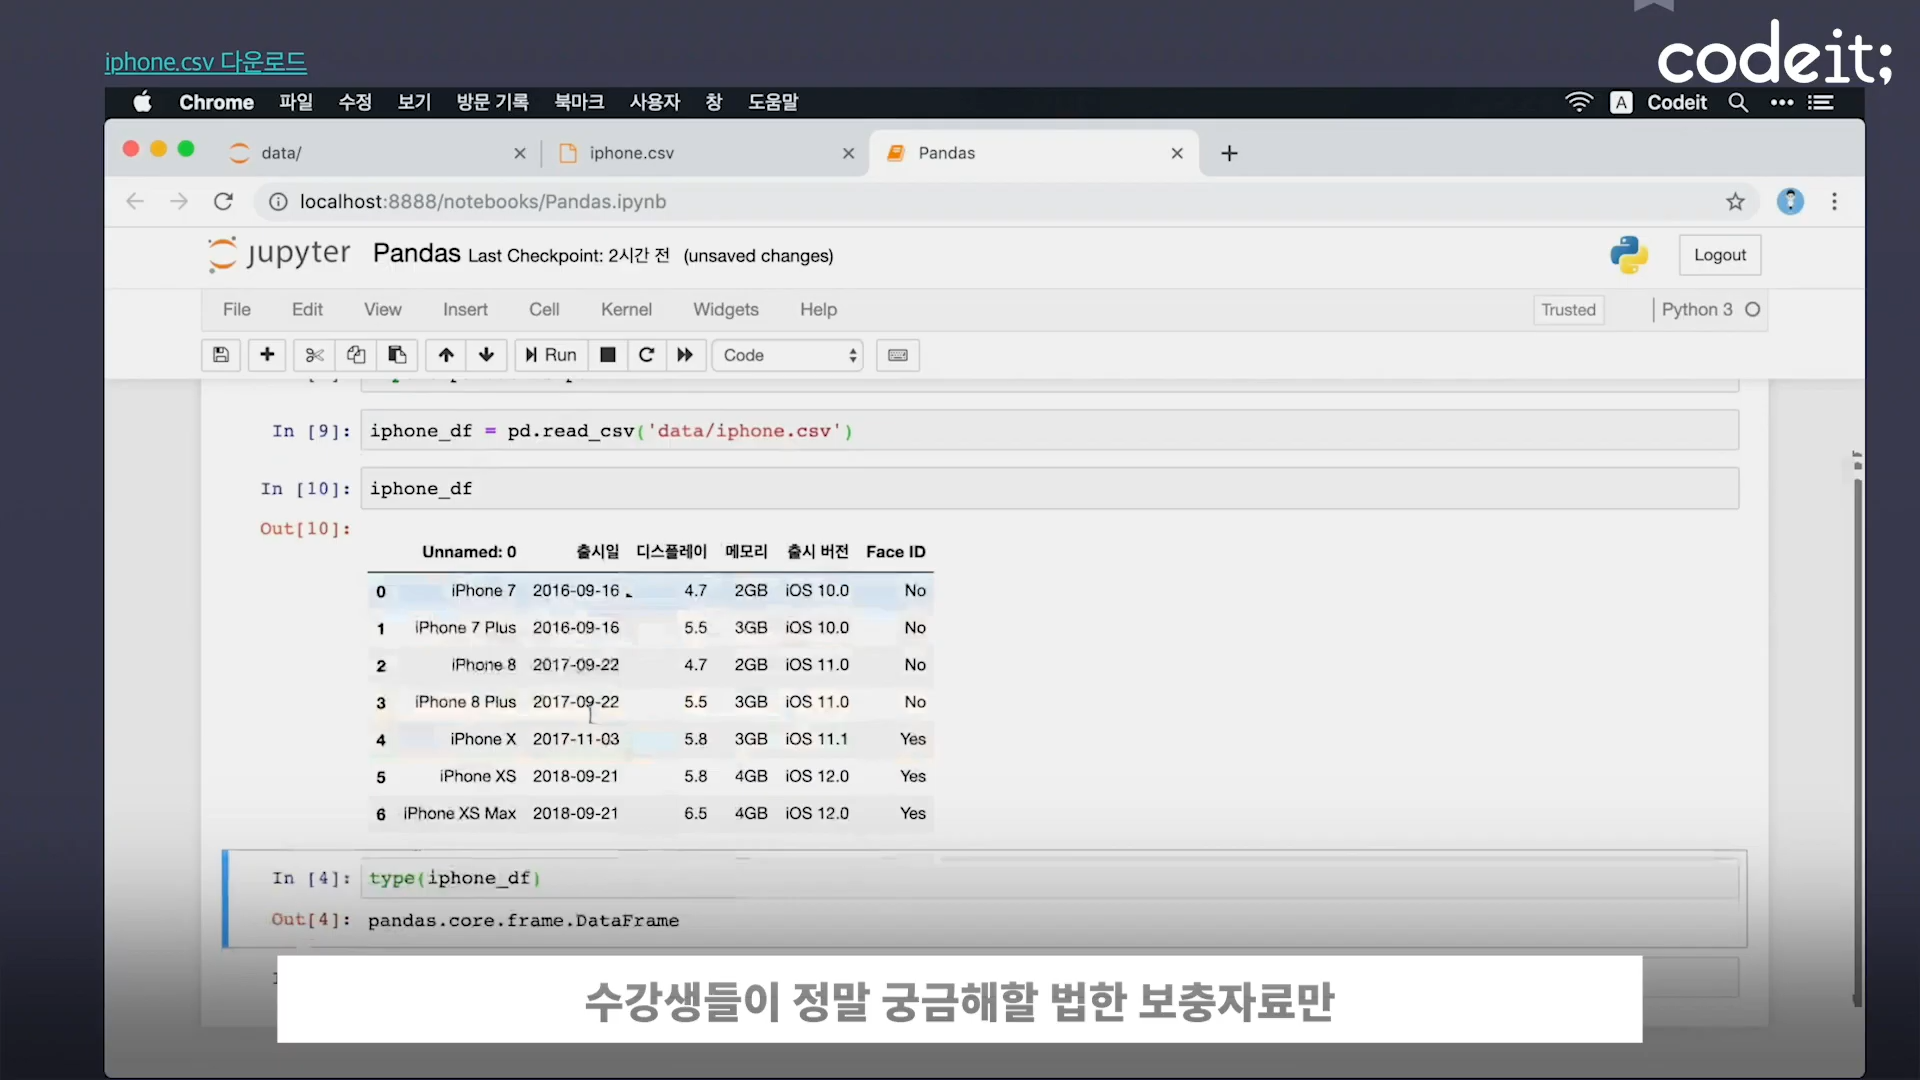 codeit;
iphone.csv 다운로드
Chrome 파일 수정 보기 방문 기록 북마크 사용자 창 도움말 A Codeit
data/ iphone.csv Pandas
localhost:8888/notebooks/Pandas.ipynb
jupyter Pandas Last Checkpoint: 2시간 전 (unsaved changes) Logout
File Edit View Insert Cell Kernel Widgets Help Trusted Python 3
Run Code
In [9]: iphone_df = pd.read_csv('data/iphone.csv')
In [10]: iphone_df
Out[10]:
Unnamed: 0 출시일 디스플레이 메모리 출시 버전 Face ID
0 iPhone 7 2016-09-16 4.7 2GB iOS 10.0 No
1 iPhone 7 Plus 2016-09-16 5.5 3GB iOS 10.0 No
2 iPhone 8 2017-09-22 4.7 2GB iOS 11.0 No
3 iPhone 8 Plus 2017-09-22 5.5 3GB iOS 11.0 No
4 iPhone X 2017-11-03 5.8 3GB iOS 11.1 Yes
5 iPhone XS 2018-09-21 5.8 4GB iOS 12.0 Yes
6 iPhone XS Max 2018-09-21 6.5 4GB iOS 12.0 Yes
In [4]: type(iphone_df)
Out[4]: pandas.core.frame.DataFrame
수강생들이 정말 궁금해할 법한 보충자료만